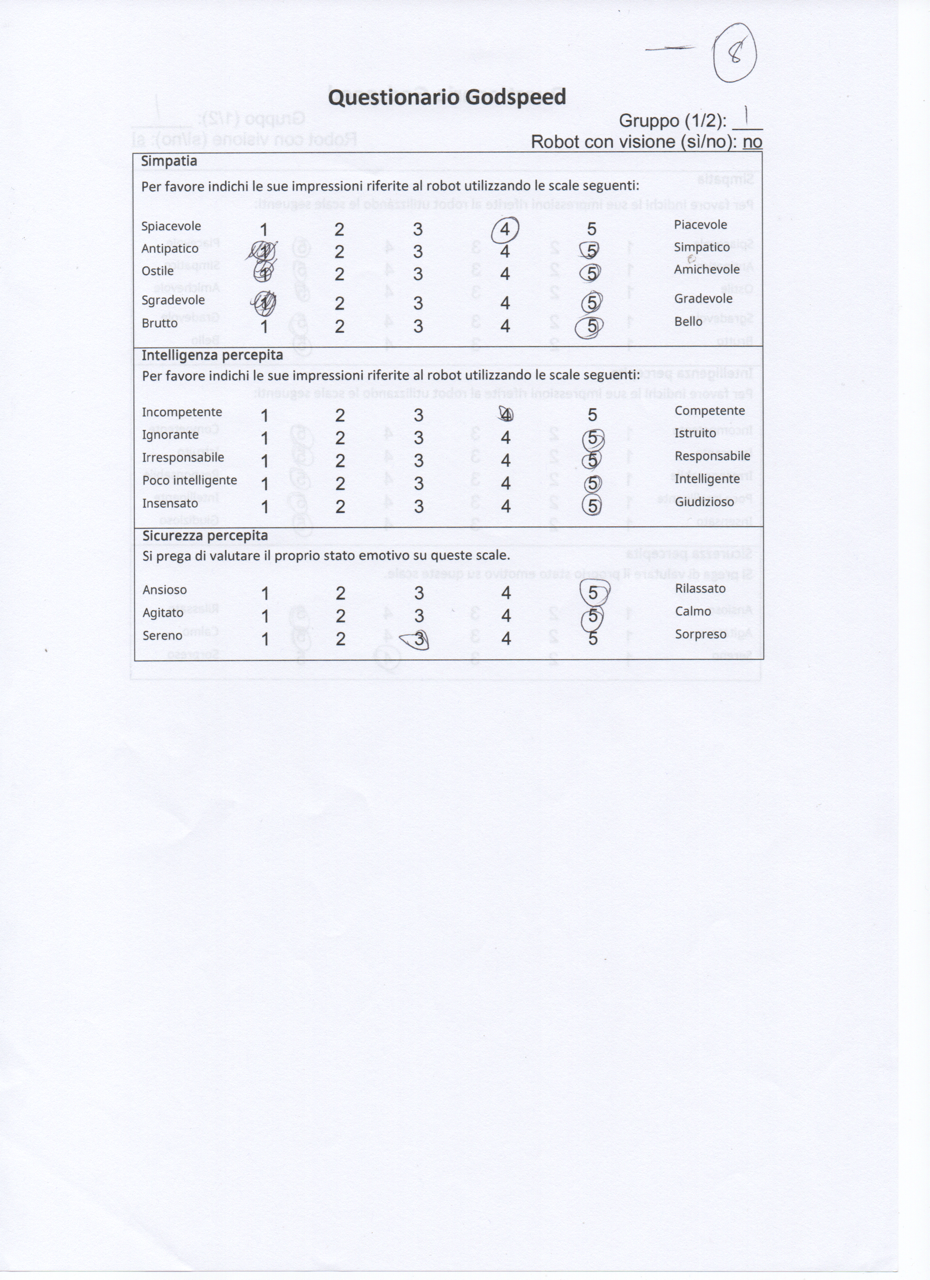 8
Questionario Godspeed
Gruppo (1/2): 1
Robot con visione (sì/no): no
Simpatia
Per favore indichi le sue impressioni riferite al robot utilizzando le scale seguenti:
Spiacevole 1 2 3 4 5 Piacevole
Antipatico 1 2 3 4 5 Simpatico
Ostile 1 2 3 4 5 Amichevole
Sgradevole 1 2 3 4 5 Gradevole
Brutto 1 2 3 4 5 Bello
Intelligenza percepita
Per favore indichi le sue impressioni riferite al robot utilizzando le scale seguenti:
Incompetente 1 2 3 4 5 Competente
Ignorante 1 2 3 4 5 Istruito
Irresponsabile 1 2 3 4 5 Responsabile
Poco intelligente 1 2 3 4 5 Intelligente
Insensato 1 2 3 4 5 Giudizioso
Sicurezza percepita
Si prega di valutare il proprio stato emotivo su queste scale.
Ansioso 1 2 3 4 5 Rilassato
Agitato 1 2 3 4 5 Calmo
Sereno 1 2 3 4 5 Sorpreso